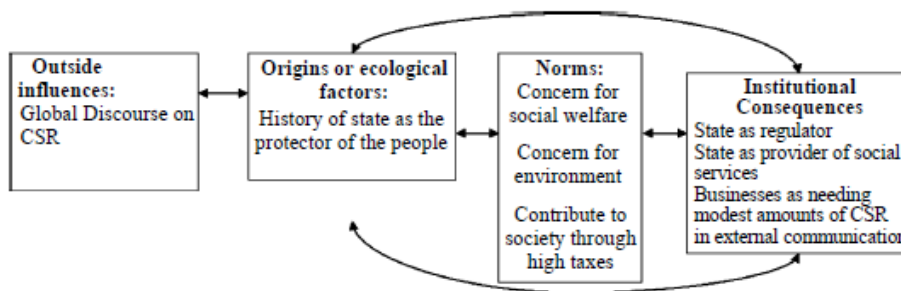 Outside
influences:
Global Discourse on
CSR
Origins or ecological
factors:
History of state as the
protector of the people
Norms:
Concern for
social welfare
Concern for
environment
Contribute to
society through
high taxes
Institutional
Consequences
State as regulator
State as provider of social
services
Businesses as needing
modest amounts of CSR
in external communication